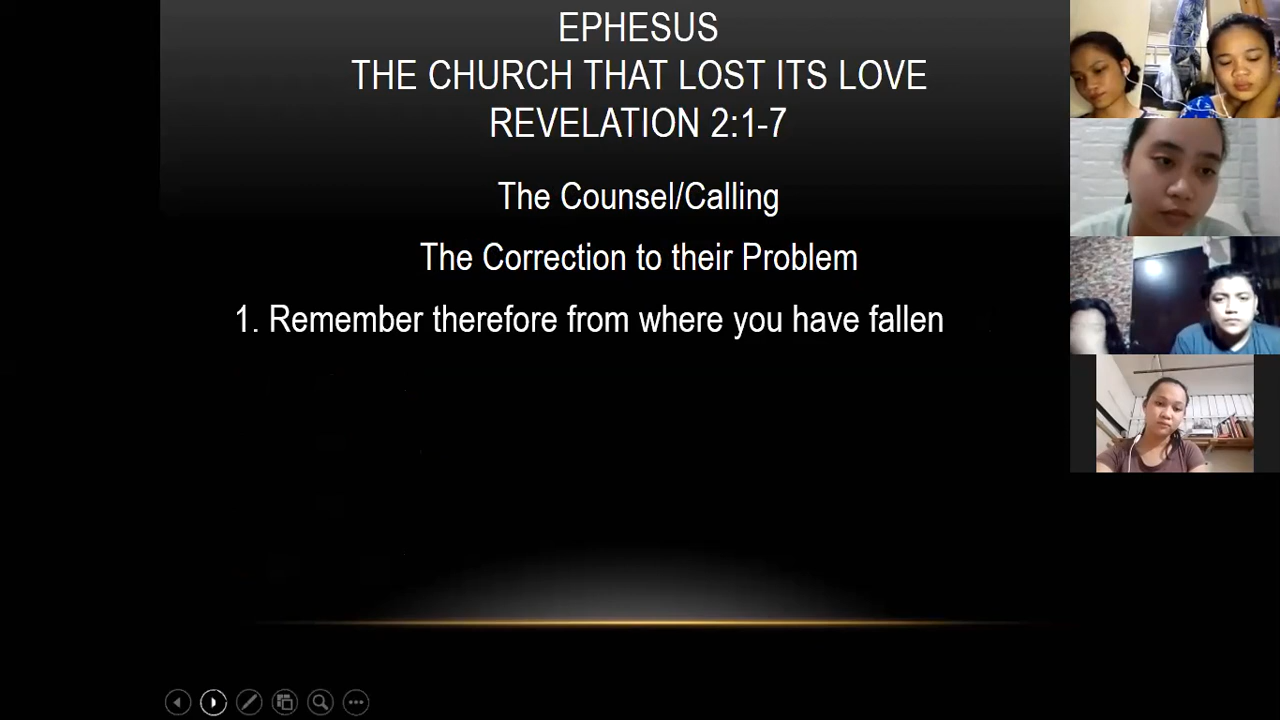 EPHESUS
THE CHURCH THAT LOST ITS LOVE
REVELATION 2:1-7
The Counsel/Calling
The Correction to their Problem
1. Remember therefore from where you have fallen